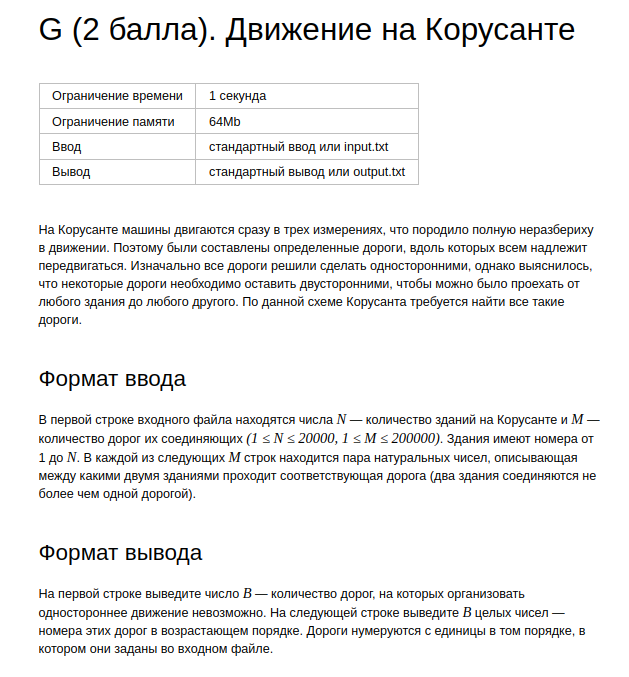 G (2 балла). Движение на Корусанте
Ограничение времени 1 секунда
Ограничение памяти 64Mb
Ввод стандартный ввод или input.txt
Вывод стандартный вывод или output.txt
На Корусанте машины двигаются сразу в трех измерениях, что породило полную неразбериху
в движении. Поэтому были составлены определенные дороги, вдоль которых всем надлежит
передвигаться. Изначально все дороги решили сделать односторонними, однако выяснилось,
что некоторые дороги необходимо оставить двусторонними, чтобы можно было проехать от
любого здания до любого другого. По данной схеме Корусанта требуется найти все такие
дороги.
Формат ввода
В первой строке входного файла находятся числа N — количество зданий на Корусанте и M —
количество дорог их соединяющих (1 ≤ N ≤ 20000, 1 ≤ M ≤ 200000). Здания имеют номера от
1 до N. В каждой из следующих M строк находится пара натуральных чисел, описывающая
между какими двумя зданиями проходит соответствующая дорога (два здания соединяются не
более чем одной дорогой).
Формат вывода
На первой строке выведите число B — количество дорог, на которых организовать
одностороннее движение невозможно. На следующей строке выведите B целых чисел —
номера этих дорог в возрастающем порядке. Дороги нумеруются с единицы в том порядке, в
котором они заданы во входном файле.